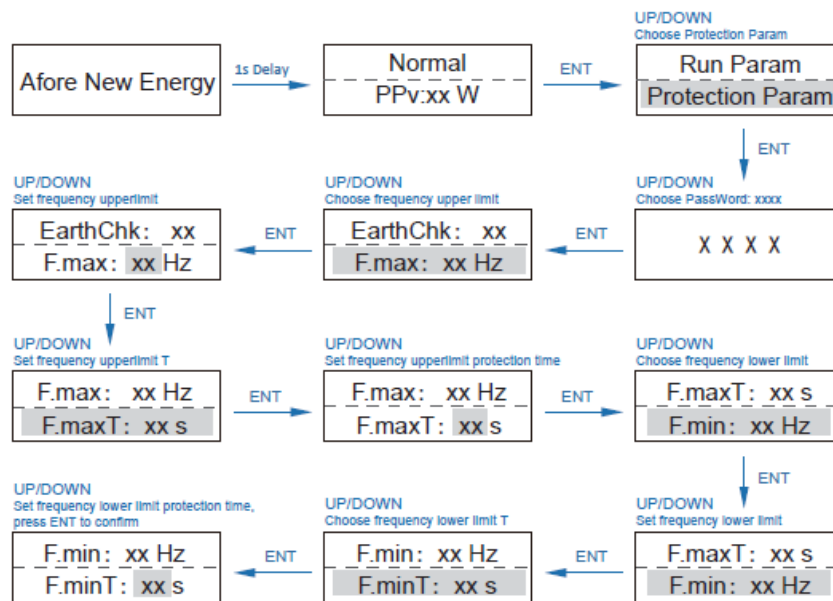 UP/DOWN
Choose Protection Param
Afore New Energy
1s Delay
Normal
PPv:xx W
ENT
Run Param
Protection Param
ENT
UP/DOWN
Set frequency upperlimit
EarthChk: xx
F.max: xx Hz
ENT
UP/DOWN
Choose frequency upper limit
EarthChk: xx
F.max: xx Hz
ENT
UP/DOWN
Choose PassWord: xxxx
X X X X
ENT
UP/DOWN
Set frequency upperlimit T
F.max: xx Hz
F.maxT: xx s
ENT
UP/DOWN
Set frequency upperlimit protection time
F.max: xx Hz
F.maxT: xx s
ENT
UP/DOWN
Choose frequency lower limit
F.maxT: xx s
F.min: xx Hz
ENT
UP/DOWN
Set frequency lower limit protection time,
press ENT to confirm
F.min: xx Hz
F.minT: xx s
ENT
UP/DOWN
Choose frequency lower limit T
F.min: xx Hz
F.minT: xx s
ENT
UP/DOWN
Set frequency lower limit
F.maxT: xx s
F.min: xx Hz